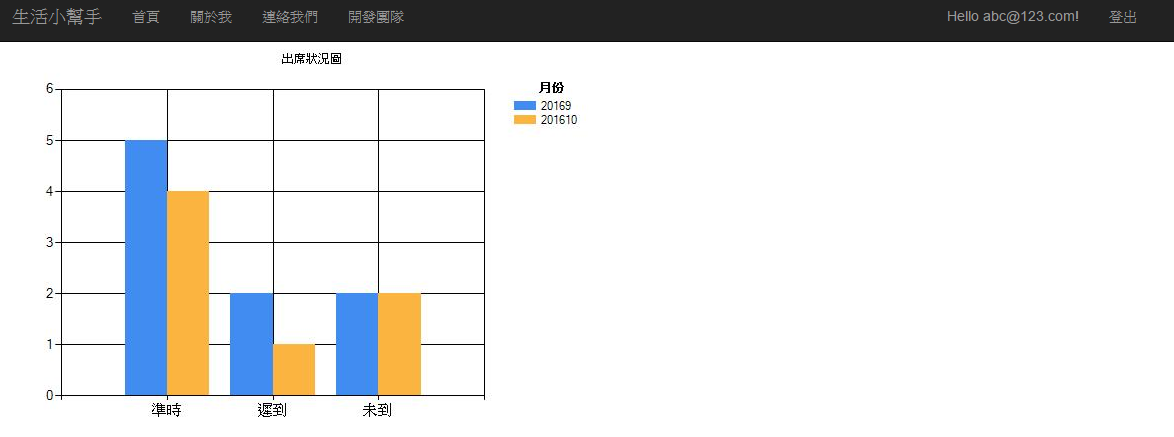 生活小幫手 首頁 關於我 連絡我們 開發團隊 Hello abc@123.com! 登出
出席狀況圖
月份
20169
201610
6
5
4
3
2
1
0
準時 遲到 未到